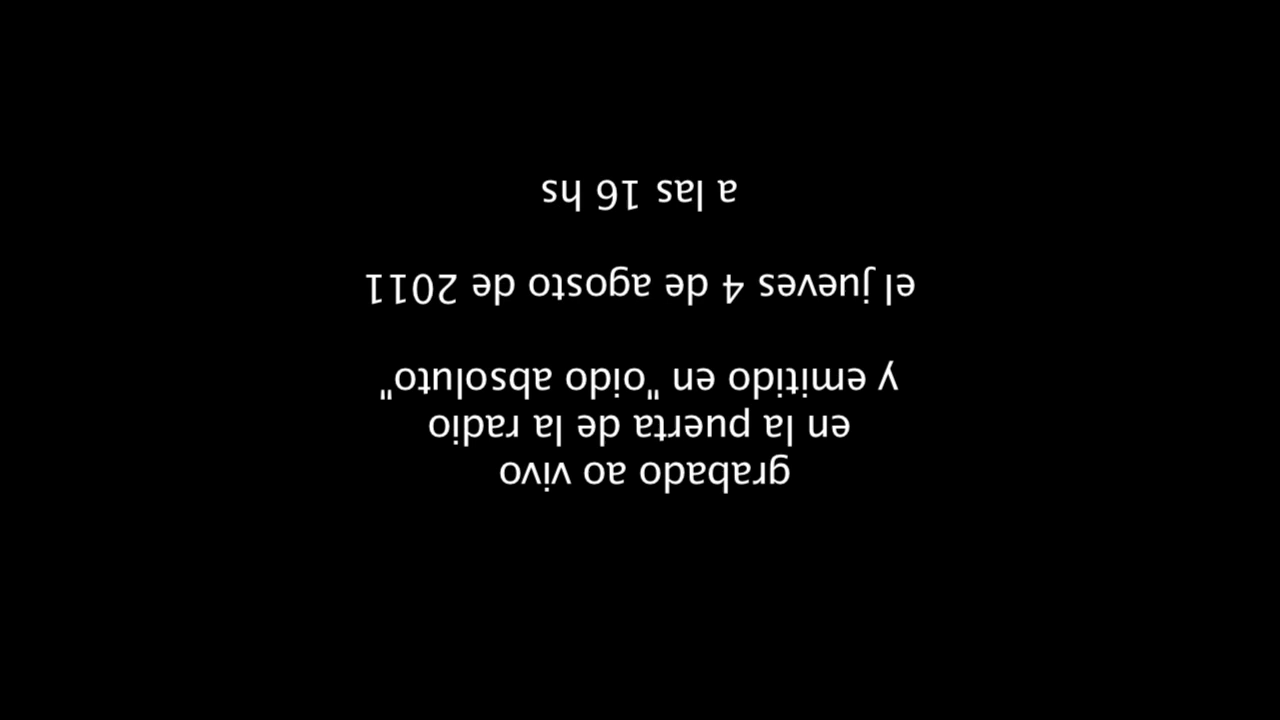 grabado ao vivo
en la puerta de la radio
y emitido en "oido absoluto"
el jueves 4 de agosto de 2011
a las 16 hs